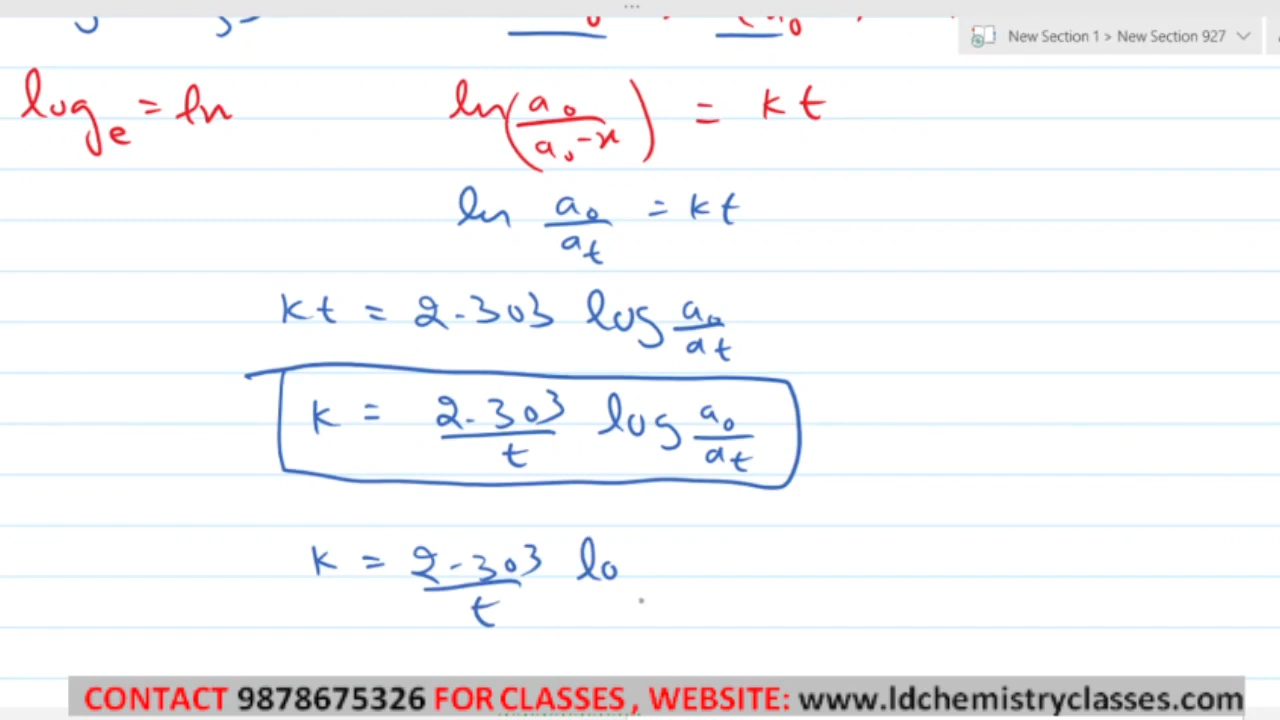 New Section 1 > New Section 927
log_e = ln
ln(a₀/(a₀-x)) = kt
ln a₀/a_t = kt
kt = 2.303 log a₀/a_t
k = 2.303/t log a₀/a_t
k = 2.303/t lo
CONTACT 9878675326 FOR CLASSES , WEBSITE: www.ldchemistryclasses.com